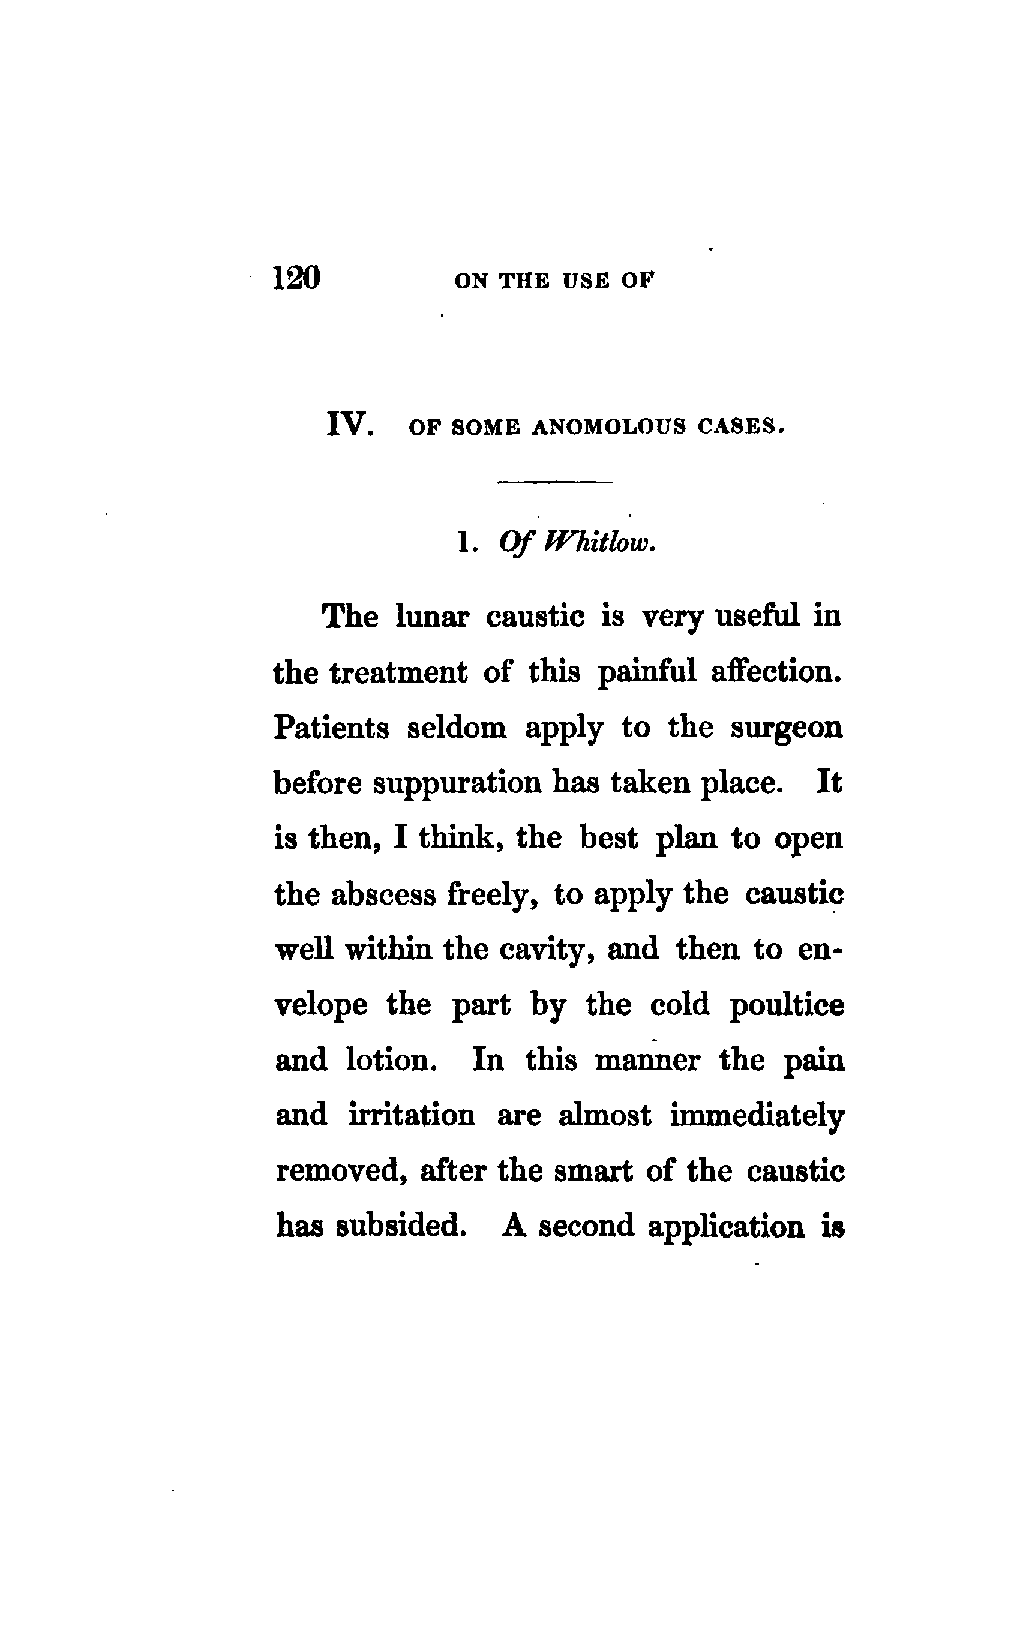 120 ON THE USE OF
IV. OF SOME ANOMOLOUS CASES.
1. Of Whitlow.
The lunar caustic is very useful in
the treatment of this painful affection.
Patients seldom apply to the surgeon
before suppuration has taken place. It
is then, I think, the best plan to open
the abscess freely, to apply the caustic
well within the cavity, and then to en-
velope the part by the cold poultice
and lotion. In this manner the pain
and irritation are almost immediately
removed, after the smart of the caustic
has subsided. A second application is